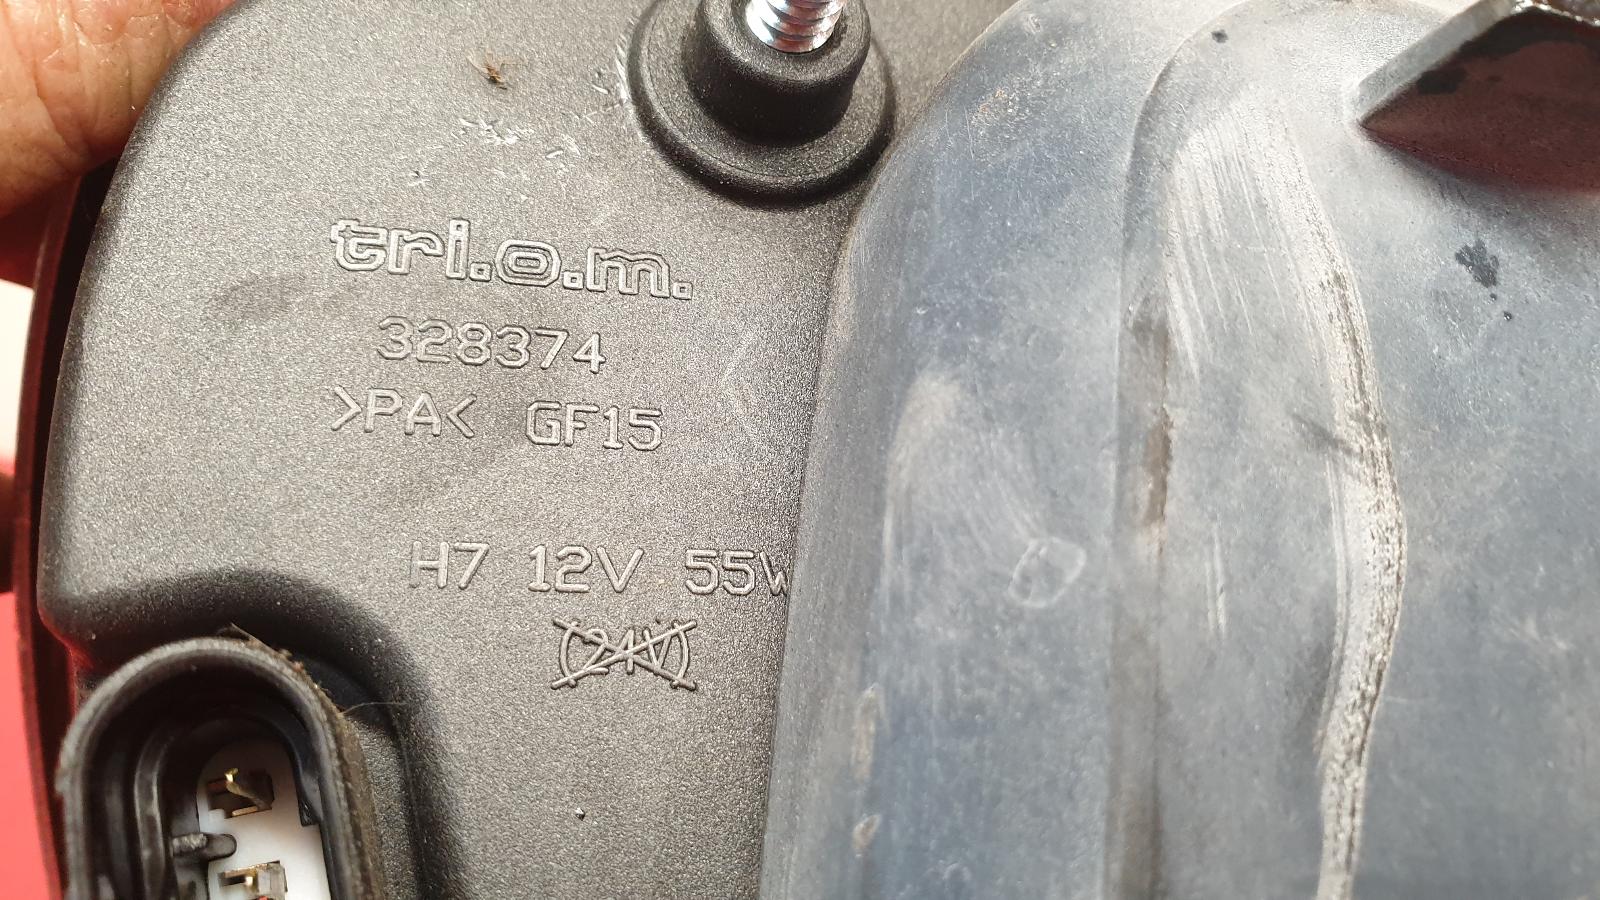 tri.o.m.
328374
>PA< GF15
H7 12V 55W
(24V)